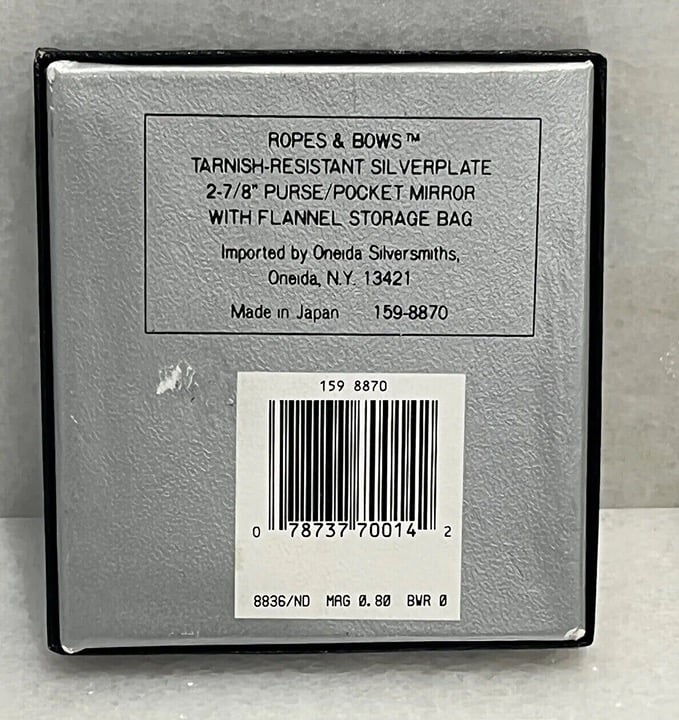 ROPES & BOWS™
TARNISH-RESISTANT SILVERPLATE
2-7/8" PURSE/POCKET MIRROR
WITH FLANNEL STORAGE BAG
Imported by Oneida Silversmiths,
Oneida, N.Y. 13421
Made in Japan 159-8870
159 8870
0 78737 70014 2
8836/ND MAG 0.80 BWR 0